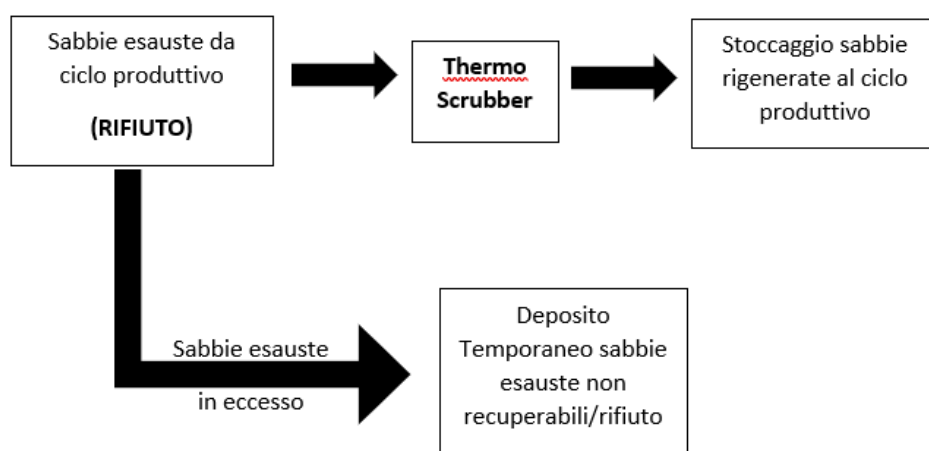 Sabbie esauste da
ciclo produttivo
(RIFIUTO)
Thermo
Scrubber
Stoccaggio sabbie
rigenerate al ciclo
produttivo
Sabbie esauste
in eccesso
Deposito
Temporaneo sabbie
esauste non
recuperabili/rifiuto